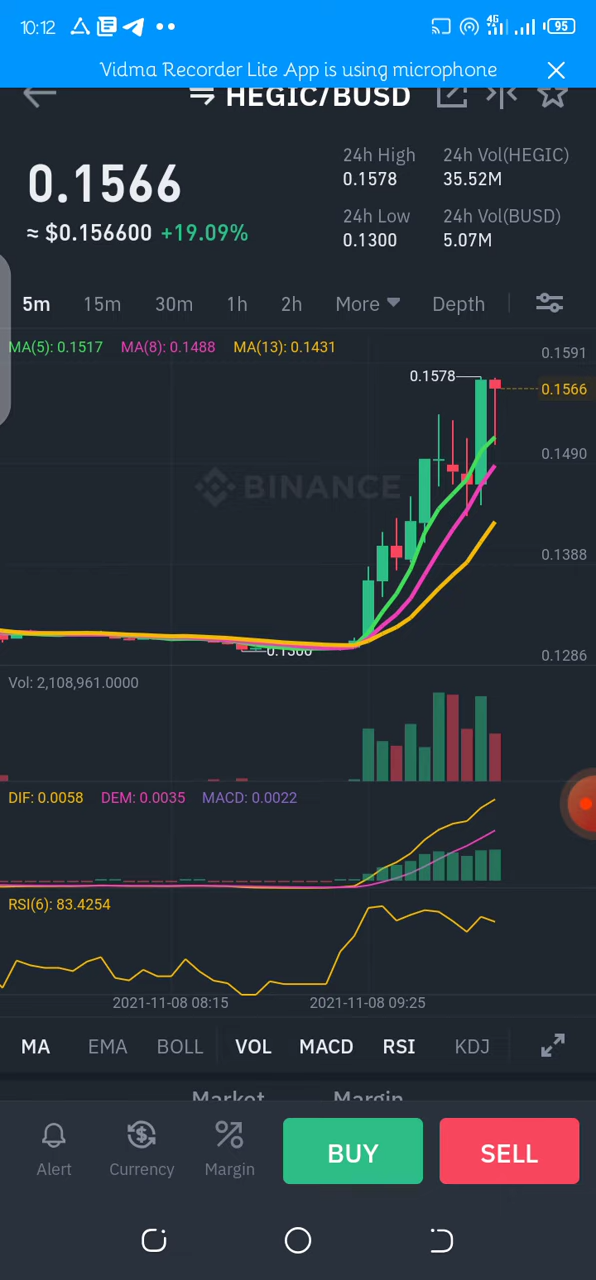 10:12 4G 95
Vidma Recorder Lite App is using microphone
HEGIC/BUSD
24h High 24h Vol(HEGIC)
0.1566 0.1578 35.52M
24h Low 24h Vol(BUSD)
≈ $0.156600 +19.09% 0.1300 5.07M
5m 15m 30m 1h 2h More Depth
MA(5): 0.1517 MA(8): 0.1488 MA(13): 0.1431
0.1591
0.1578
0.1566
0.1490
BINANCE
0.1388
0.1300
0.1286
Vol: 2,108,961.0000
DIF: 0.0058 DEM: 0.0035 MACD: 0.0022
RSI(6): 83.4254
2021-11-08 08:15 2021-11-08 09:25
MA EMA BOLL VOL MACD RSI KDJ
Market Margin
Alert Currency Margin BUY SELL